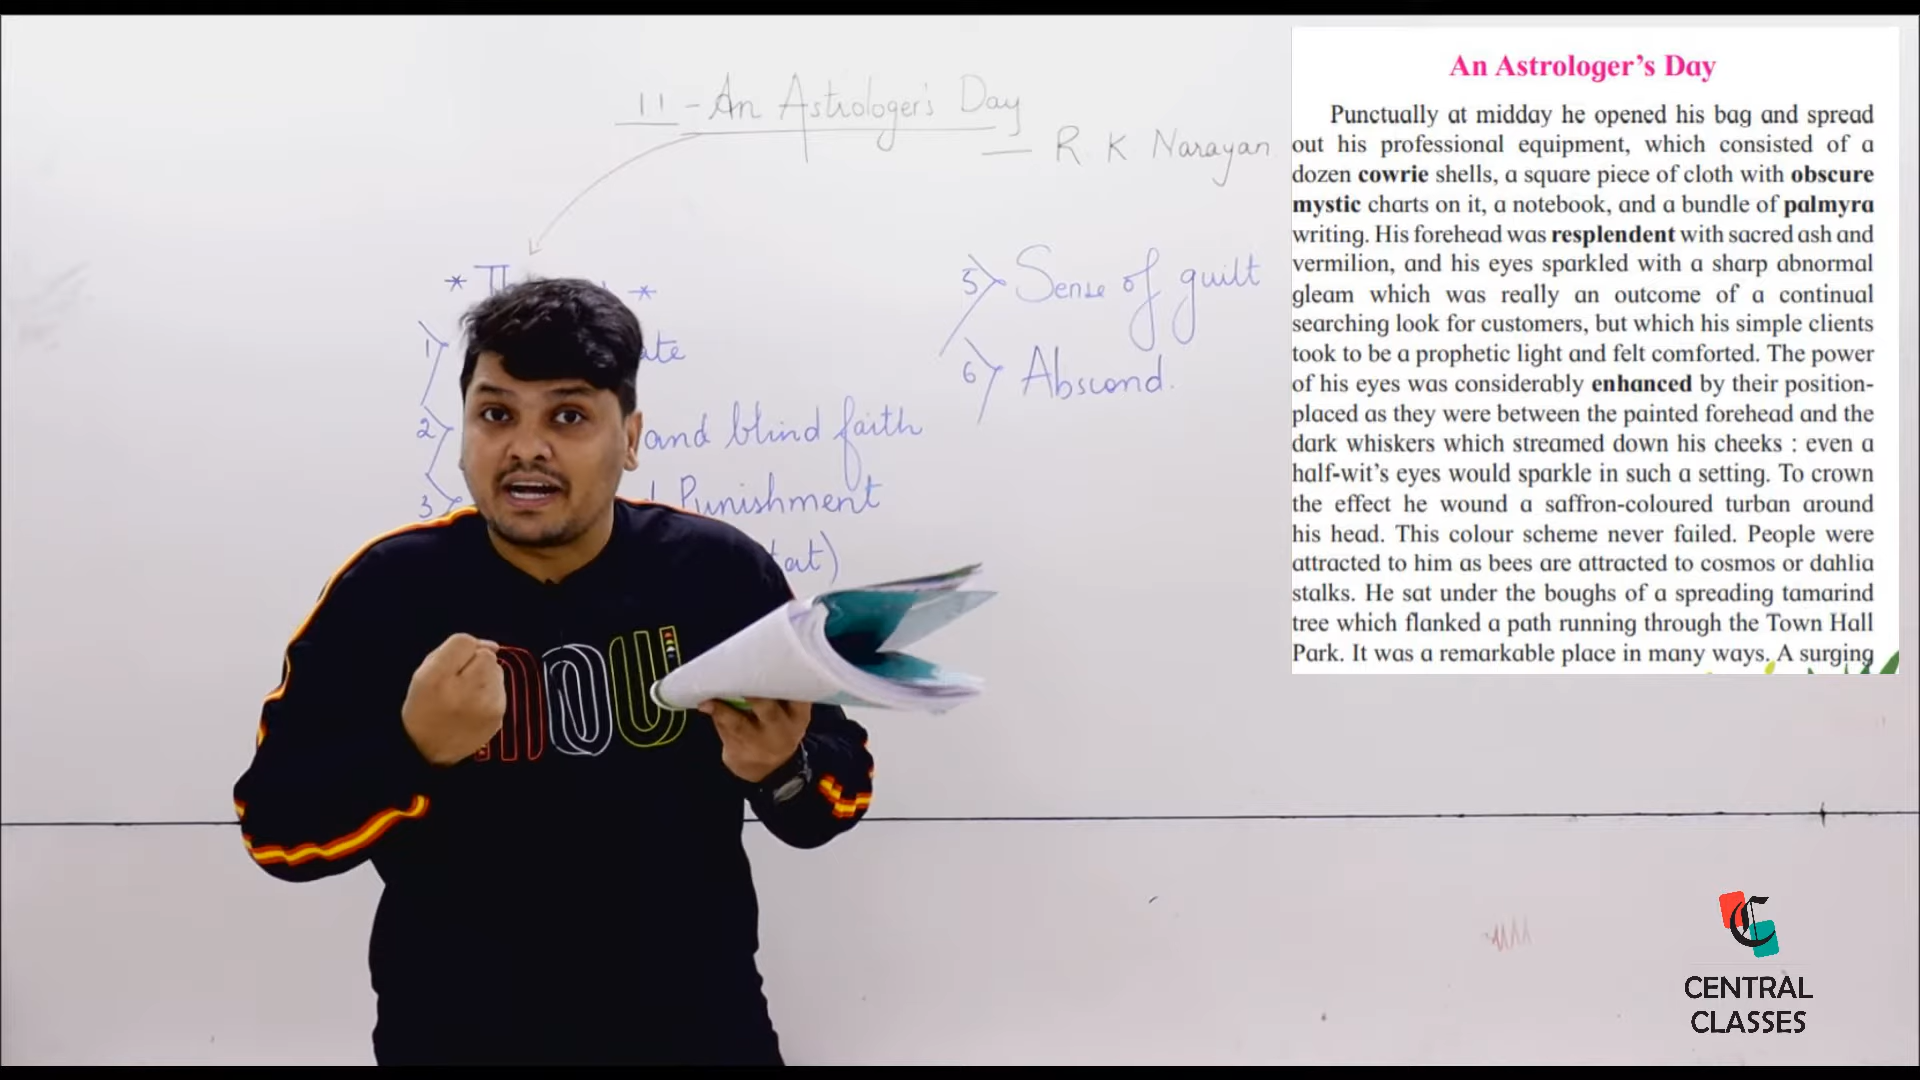 11 - An Astrologer's Day
— R K Narayan
1
2 and blind faith
3 Punishment
5 Sense of guilt
6 Abscond.
An Astrologer's Day
Punctually at midday he opened his bag and spread
out his professional equipment, which consisted of a
dozen cowrie shells, a square piece of cloth with obscure
mystic charts on it, a notebook, and a bundle of palmyra
writing. His forehead was resplendent with sacred ash and
vermilion, and his eyes sparkled with a sharp abnormal
gleam which was really an outcome of a continual
searching look for customers, but which his simple clients
took to be a prophetic light and felt comforted. The power
of his eyes was considerably enhanced by their position-
placed as they were between the painted forehead and the
dark whiskers which streamed down his cheeks : even a
half-wit's eyes would sparkle in such a setting. To crown
the effect he wound a saffron-coloured turban around
his head. This colour scheme never failed. People were
attracted to him as bees are attracted to cosmos or dahlia
stalks. He sat under the boughs of a spreading tamarind
tree which flanked a path running through the Town Hall
Park. It was a remarkable place in many ways. A surging
CENTRAL
CLASSES